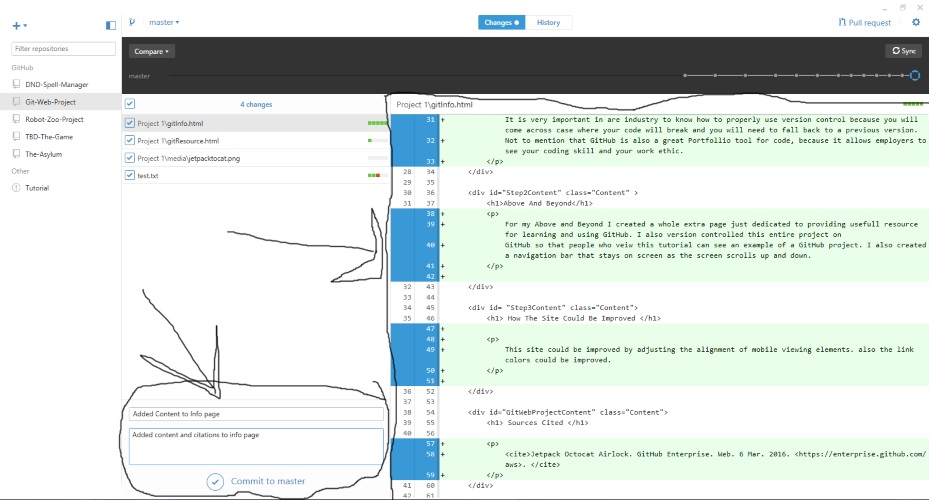 master
Changes
History
Pull request
Filter repositories
GitHub
DND-Spell-Manager
Git-Web-Project
Robot-Zoo-Project
TBD-The-Game
The-Asylum
Other
Tutorial
Compare
Sync
master
4 changes
Project 1\gitInfo.html
Project 1\gitResource.html
Project 1\media\jetpacktocat.png
test.txt
Added Content to Info page
Added content and citations to info page
Commit to master
Project 1\gitInfo.html
31 + It is very important in are industry to know how to properly use version control because you will
come across case where your code will break and you will need to fall back to a previous version.
32 + Not to mention that GitHub is also a great Portfolio tool for code, because it allows employers to
see your coding skill and your work ethic.
33 + </p>
28 34 </div>
29 35
30 36 <div id="Step2Content" class="Content" >
31 37 <h1>Above And Beyond</h1>
38 + <p>
39 + For my Above and Beyond I created a whole extra page just dedicated to providing usefull resource
for learning and using GitHub. I also version controlled this entire project on
40 + GitHub so that people who veiw this tutorial can see an example of a GitHub project. I also created
a navigation bar that stays on screen as the screen scrolls up and down.
41 + </p>
42 +
32 43 </div>
33 44
34 45 <div id= "Step3Content" class="Content">
35 46 <h1> How The Site Could Be Improved </h1>
47 +
48 + <p>
49 + This site could be improved by adjusting the alignment of mobile viewing elements. also the link
colors could be improved.
50 + </p>
51 +
36 52 </div>
37 53
38 54 <div id="GitWebProjectContent" class="Content">
39 55 <h1> Sources Cited </h1>
40 56
57 + <p>
58 + <cite>Jetpack Octocat Airlock. GitHub Enterprise. Web. 6 Mar. 2016. <https://enterprise.github.com/
aws>. </cite>
59 + </p>
41 60 </div>
42 61